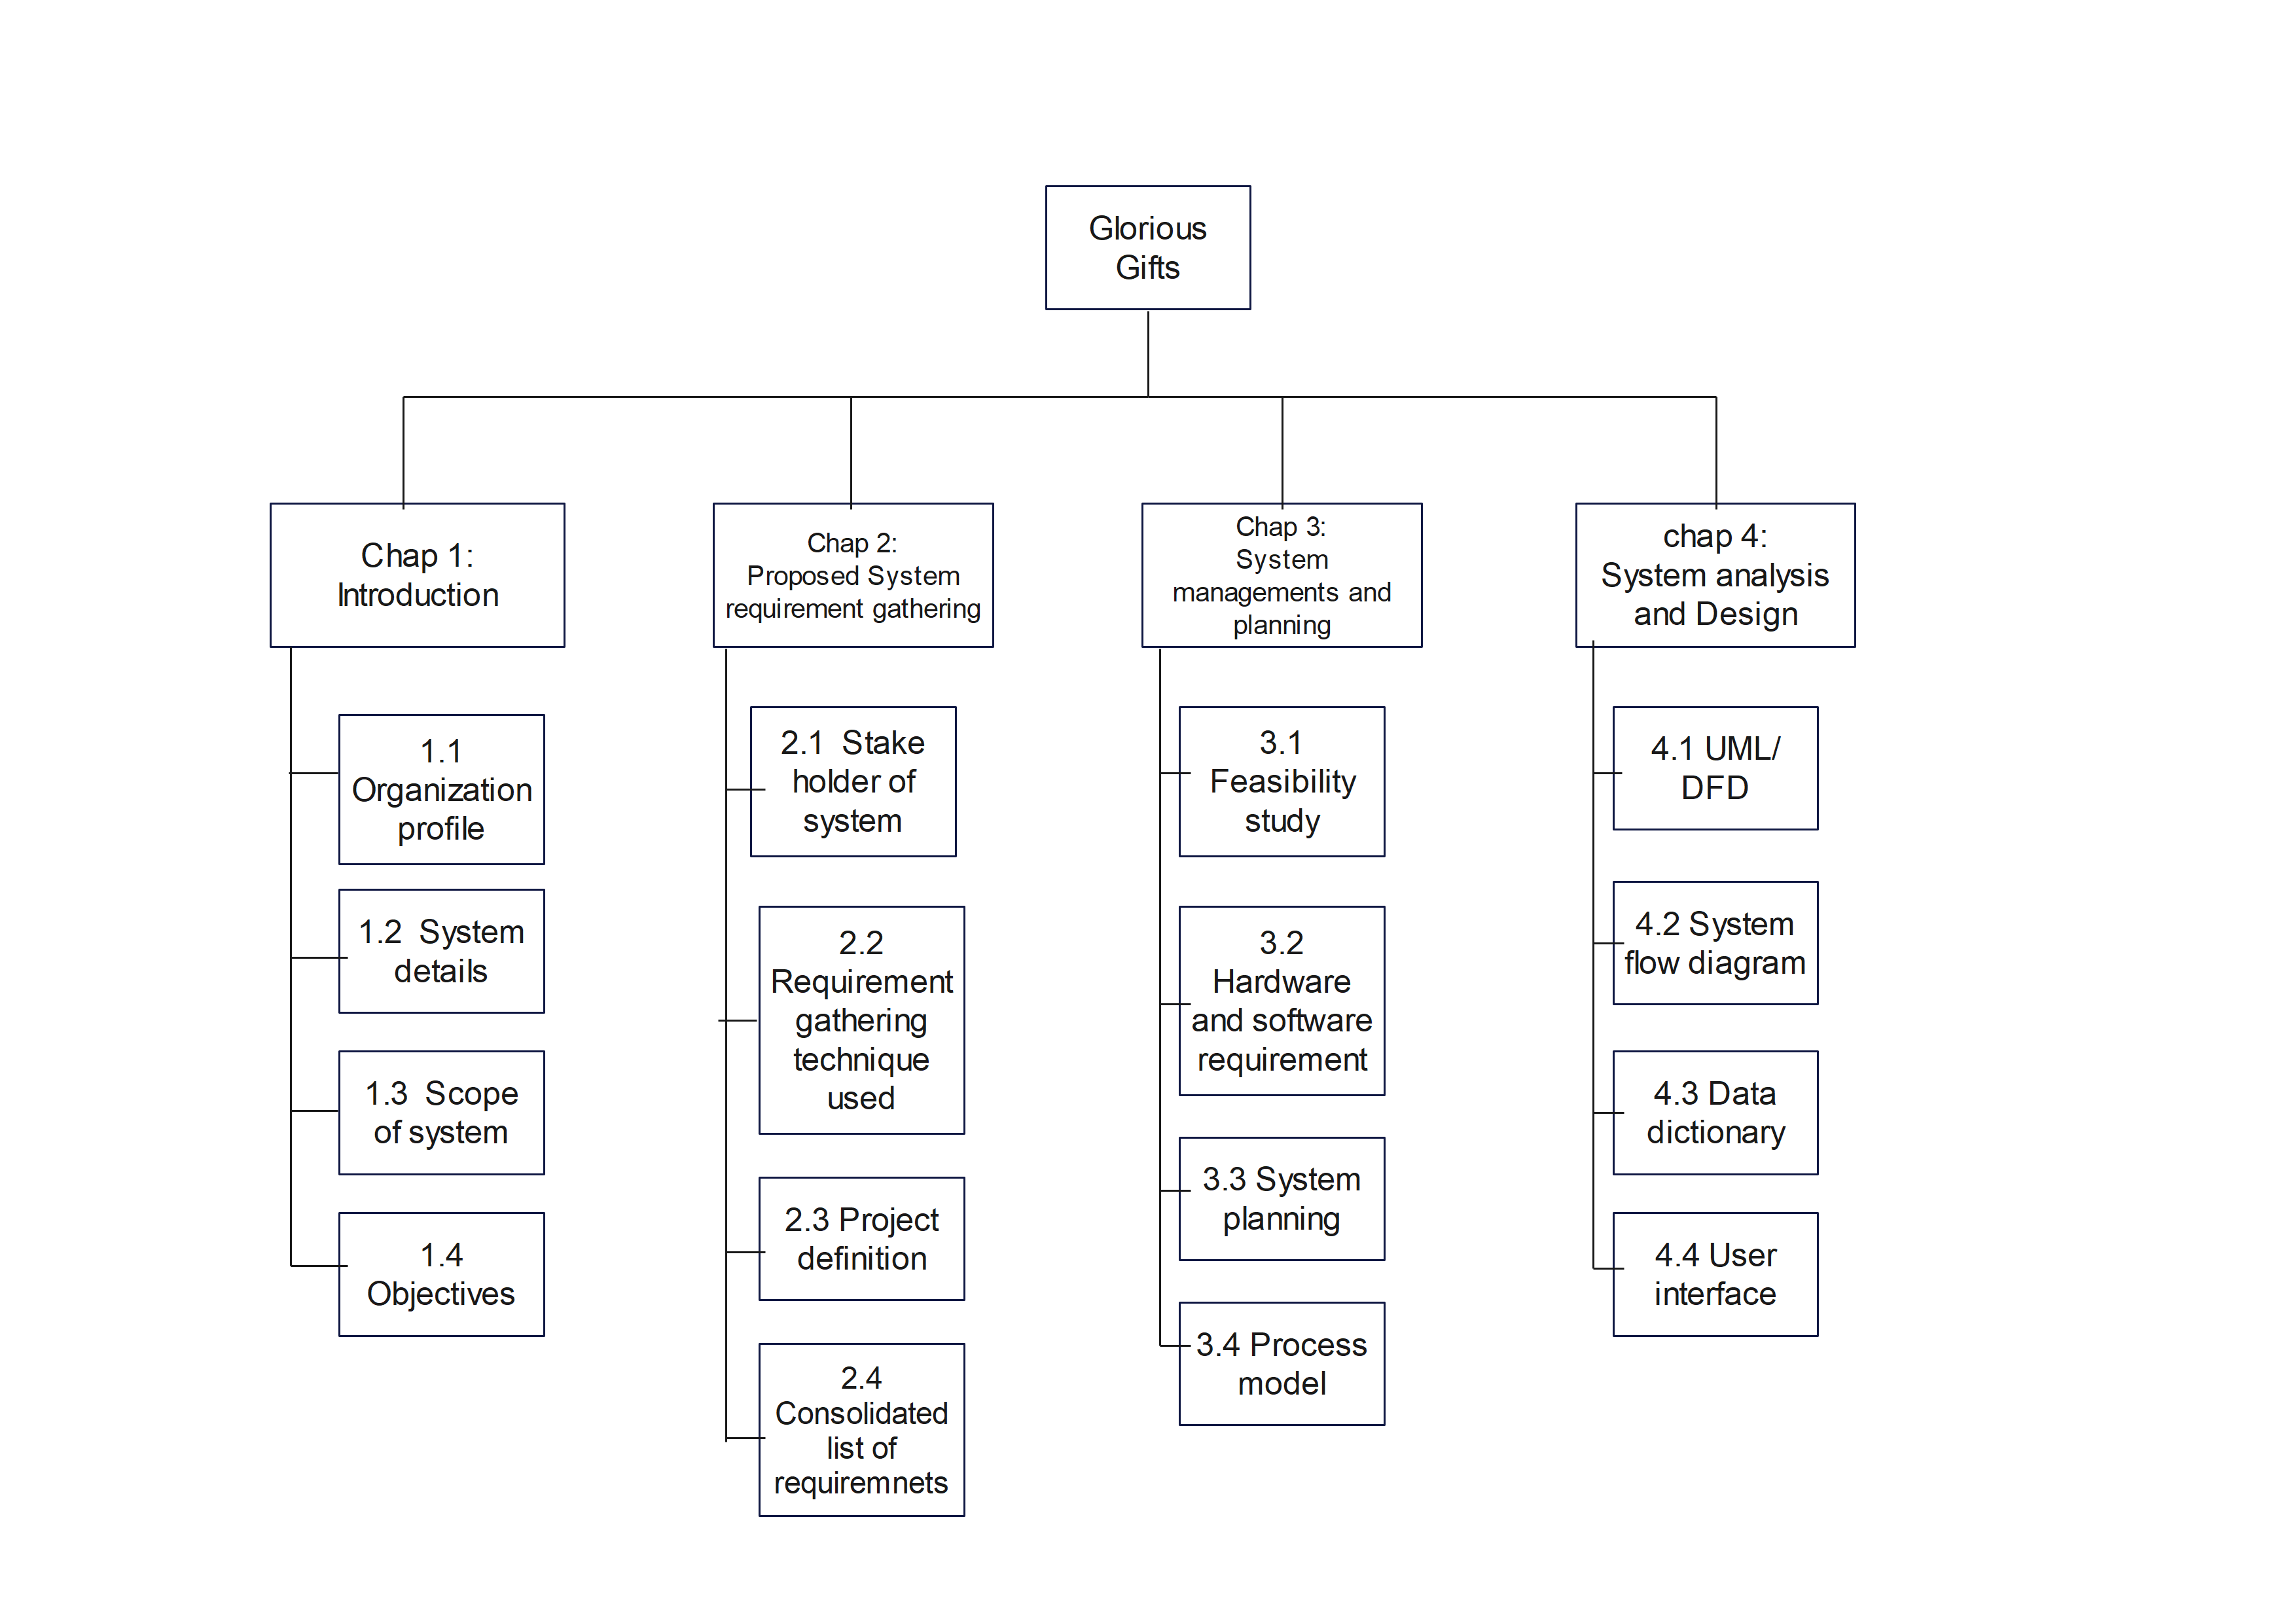 Glorious
Gifts
Chap 1:
Introduction
Chap 2:
Proposed System
requirement gathering
Chap 3:
System
managements and
planning
chap 4:
System analysis
and Design
1.1
Organization
profile
1.2 System
details
1.3 Scope
of system
1.4
Objectives
2.1 Stake
holder of
system
2.2
Requirement
gathering
technique
used
2.3 Project
definition
2.4
Consolidated
list of
requiremnets
3.1
Feasibility
study
3.2
Hardware
and software
requirement
3.3 System
planning
3.4 Process
model
4.1 UML/
DFD
4.2 System
flow diagram
4.3 Data
dictionary
4.4 User
interface